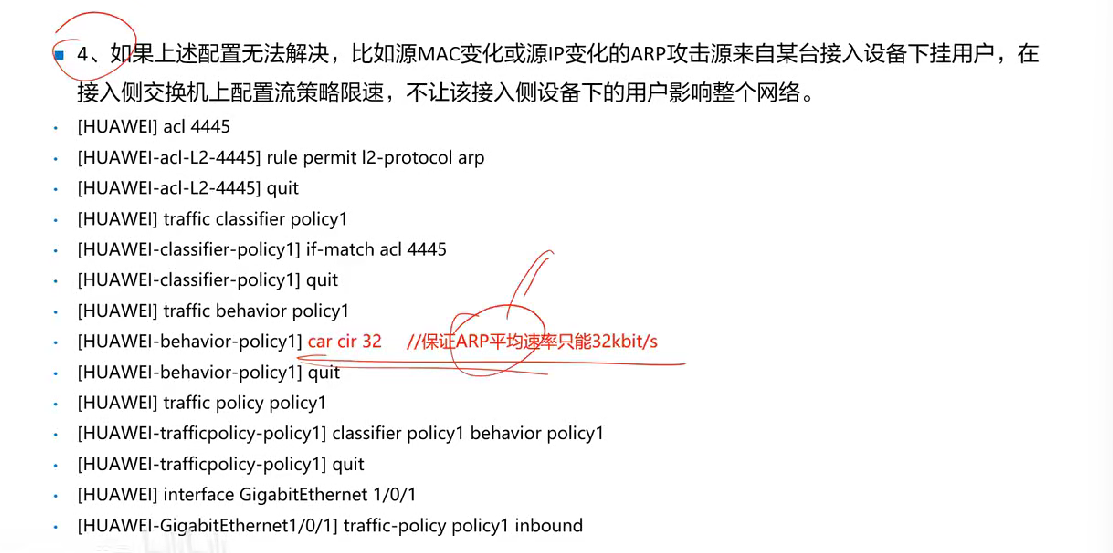 4、如果上述配置无法解决，比如源MAC变化或源IP变化的ARP攻击源来自某台接入设备下挂用户，在
接入侧交换机上配置流策略限速，不让该接入侧设备下的用户影响整个网络。
[HUAWEI] acl 4445
[HUAWEI-acl-L2-4445] rule permit l2-protocol arp
[HUAWEI-acl-L2-4445] quit
[HUAWEI] traffic classifier policy1
[HUAWEI-classifier-policy1] if-match acl 4445
[HUAWEI-classifier-policy1] quit
[HUAWEI] traffic behavior policy1
[HUAWEI-behavior-policy1] car cir 32 //保证ARP平均速率只能32kbit/s
[HUAWEI-behavior-policy1] quit
[HUAWEI] traffic policy policy1
[HUAWEI-trafficpolicy-policy1] classifier policy1 behavior policy1
[HUAWEI-trafficpolicy-policy1] quit
[HUAWEI] interface GigabitEthernet 1/0/1
[HUAWEI-GigabitEthernet1/0/1] traffic-policy policy1 inbound